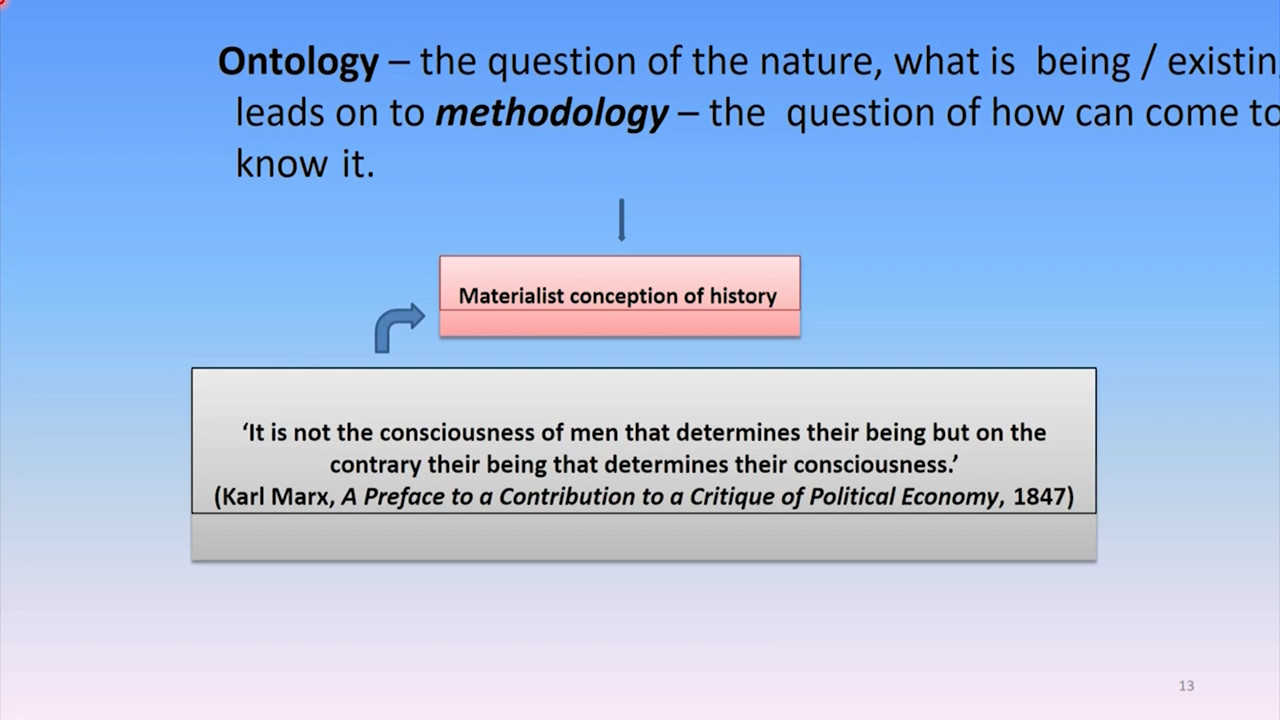 Ontology – the question of the nature, what is being / existin
leads on to methodology – the question of how can come to
know it.
Materialist conception of history
‘It is not the consciousness of men that determines their being but on the
contrary their being that determines their consciousness.’
(Karl Marx, A Preface to a Contribution to a Critique of Political Economy, 1847)
13